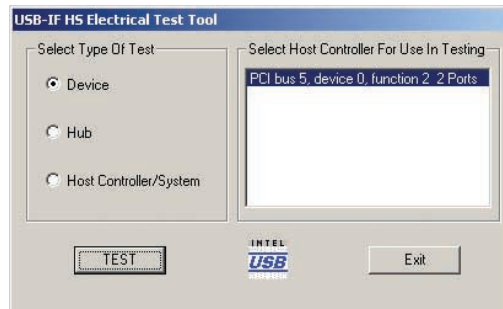 USB-IF HS Electrical Test Tool
Select Type Of Test
Device
Hub
Host Controller/System
Select Host Controller For Use In Testing
PCI bus 5, device 0, function 2 2 Ports
TEST
INTEL
USB
Exit